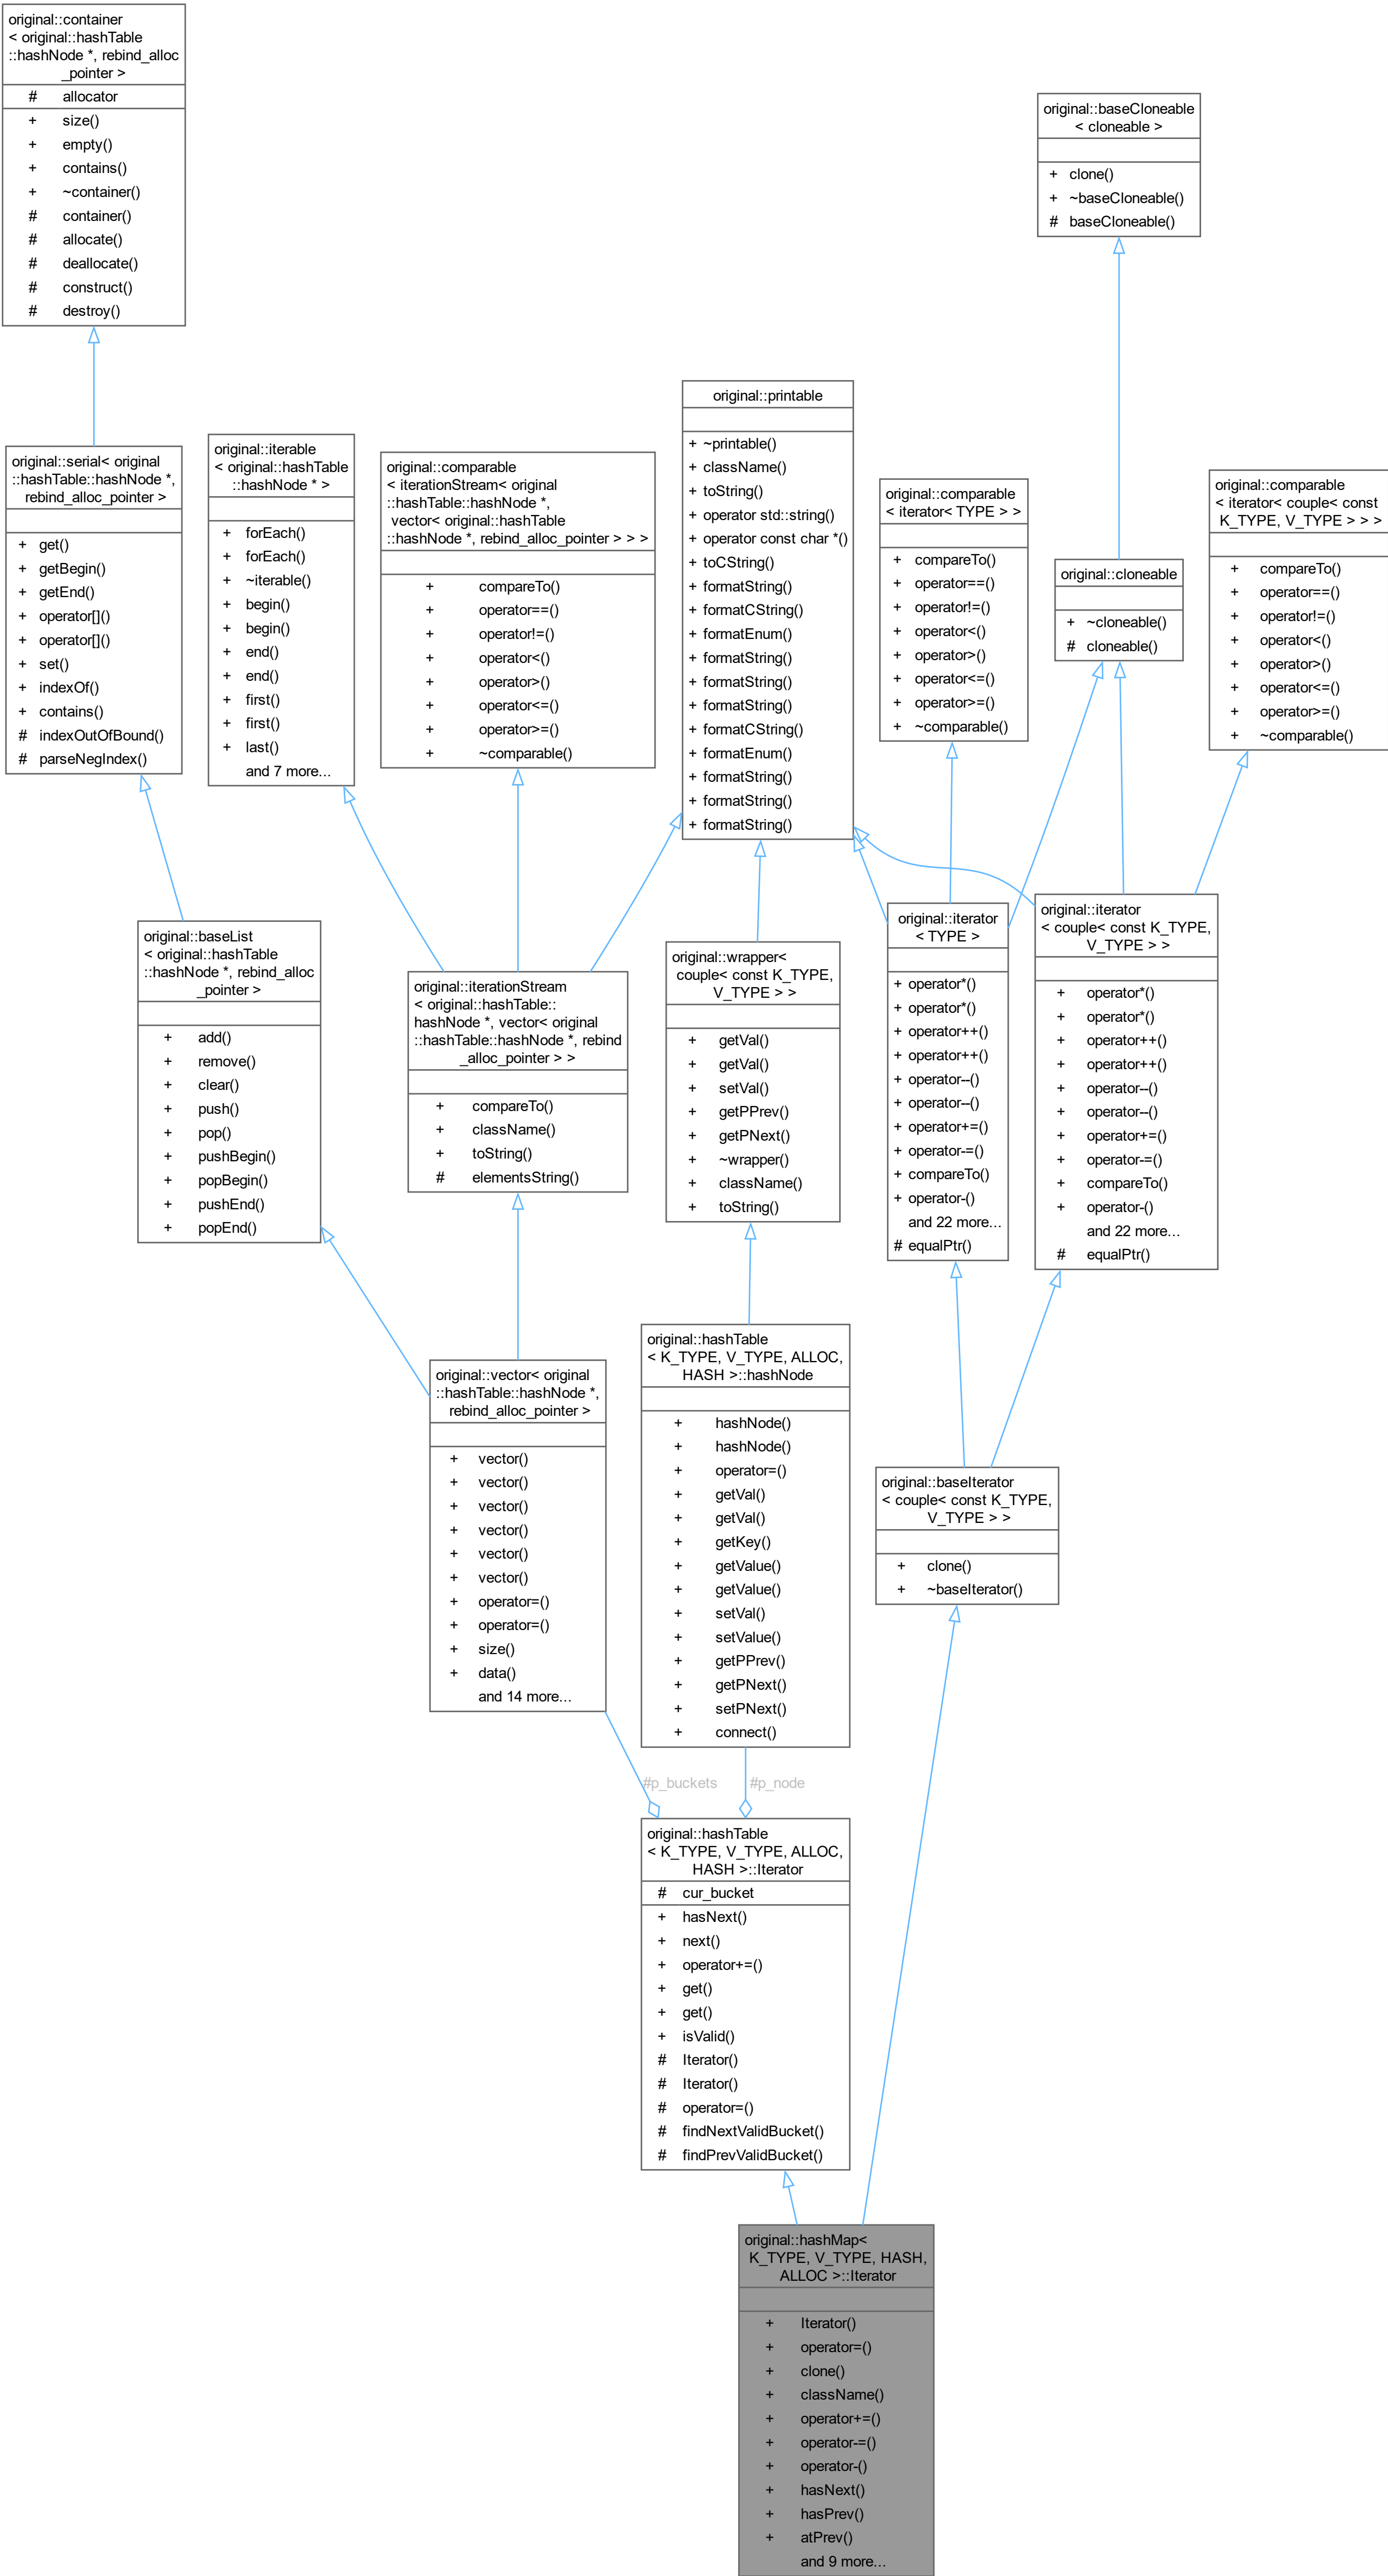 original::container
< original::hashTable
::hashNode *, rebind_alloc
_pointer >
# allocator
+ size()
+ empty()
+ contains()
+ ~container()
# container()
# allocate()
# deallocate()
# construct()
# destroy()
original::baseCloneable
< cloneable >
+ clone()
+ ~baseCloneable()
# baseCloneable()
original::serial< original
::hashTable::hashNode *,
rebind_alloc_pointer >
+ get()
+ getBegin()
+ getEnd()
+ operator[]()
+ operator[]()
+ set()
+ indexOf()
+ contains()
# indexOutOfBound()
# parseNegIndex()
original::iterable
< original::hashTable
::hashNode * >
+ forEach()
+ forEach()
+ ~iterable()
+ begin()
+ begin()
+ end()
+ end()
+ first()
+ first()
+ last()
and 7 more...
original::comparable
< iterationStream< original
::hashTable::hashNode *,
vector< original::hashTable
::hashNode *, rebind_alloc_pointer > > >
+ compareTo()
+ operator==()
+ operator!=()
+ operator<()
+ operator>()
+ operator<=()
+ operator>=()
+ ~comparable()
original::printable
+ ~printable()
+ className()
+ toString()
+ operator std::string()
+ operator const char *()
+ toCString()
+ formatString()
+ formatCString()
+ formatEnum()
+ formatString()
+ formatString()
+ formatString()
+ formatCString()
+ formatEnum()
+ formatString()
+ formatString()
+ formatString()
original::comparable
< iterator< TYPE > >
+ compareTo()
+ operator==()
+ operator!=()
+ operator<()
+ operator>()
+ operator<=()
+ operator>=()
+ ~comparable()
original::cloneable
+ ~cloneable()
# cloneable()
original::comparable
< iterator< couple< const
K_TYPE, V_TYPE > > >
+ compareTo()
+ operator==()
+ operator!=()
+ operator<()
+ operator>()
+ operator<=()
+ operator>=()
+ ~comparable()
original::baseList
< original::hashTable
::hashNode *, rebind_alloc
_pointer >
+ add()
+ remove()
+ clear()
+ push()
+ pop()
+ pushBegin()
+ popBegin()
+ pushEnd()
+ popEnd()
original::iterationStream
< original::hashTable::
hashNode *, vector< original
::hashTable::hashNode *, rebind
_alloc_pointer > >
+ compareTo()
+ className()
+ toString()
# elementsString()
original::wrapper<
couple< const K_TYPE,
V_TYPE > >
+ getVal()
+ getVal()
+ setVal()
+ getPPrev()
+ getPNext()
+ ~wrapper()
+ className()
+ toString()
original::iterator
< TYPE >
+ operator*()
+ operator*()
+ operator++()
+ operator++()
+ operator--()
+ operator--()
+ operator+=()
+ operator-=()
+ compareTo()
+ operator-()
and 22 more...
# equalPtr()
original::iterator
< couple< const K_TYPE,
V_TYPE > >
+ operator*()
+ operator*()
+ operator++()
+ operator++()
+ operator--()
+ operator--()
+ operator+=()
+ operator-=()
+ compareTo()
+ operator-()
and 22 more...
# equalPtr()
original::vector< original
::hashTable::hashNode *,
rebind_alloc_pointer >
+ vector()
+ vector()
+ vector()
+ vector()
+ vector()
+ vector()
+ operator=()
+ operator=()
+ size()
+ data()
and 14 more...
original::hashTable
< K_TYPE, V_TYPE, ALLOC,
HASH >::hashNode
+ hashNode()
+ hashNode()
+ operator=()
+ getVal()
+ getVal()
+ getKey()
+ getValue()
+ getValue()
+ setVal()
+ setValue()
+ getPPrev()
+ getPNext()
+ setPNext()
+ connect()
original::baseIterator
< couple< const K_TYPE,
V_TYPE > >
+ clone()
+ ~baseIterator()
#p_buckets
#p_node
original::hashTable
< K_TYPE, V_TYPE, ALLOC,
HASH >::Iterator
# cur_bucket
+ hasNext()
+ next()
+ operator+=()
+ get()
+ get()
+ isValid()
# Iterator()
# Iterator()
# operator=()
# findNextValidBucket()
# findPrevValidBucket()
original::hashMap<
K_TYPE, V_TYPE, HASH,
ALLOC >::Iterator
+ Iterator()
+ operator=()
+ clone()
+ className()
+ operator+=()
+ operator-=()
+ operator-()
+ hasNext()
+ hasPrev()
+ atPrev()
and 9 more...